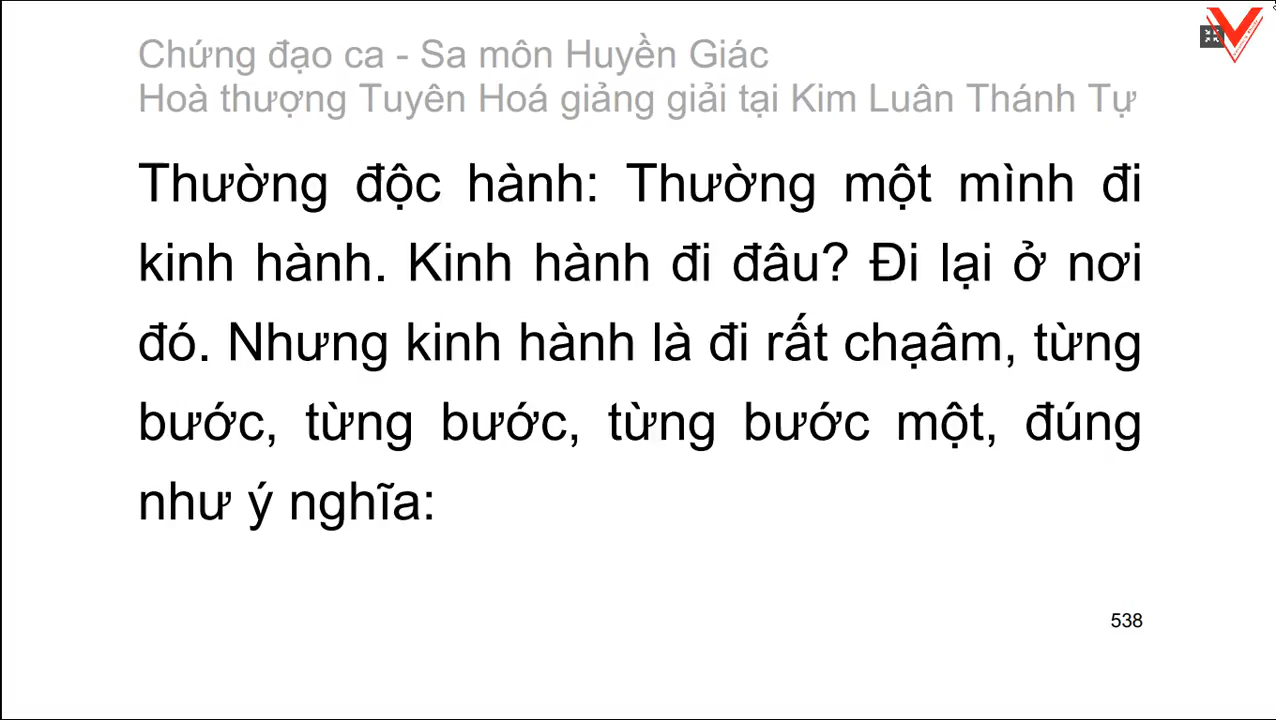 Chứng đạo ca - Sa môn Huyền Giác
Hoà thượng Tuyên Hoá giảng giải tại Kim Luân Thánh Tự
Thường độc hành: Thường một mình đi
kinh hành. Kinh hành đi đâu? Đi lại ở nơi
đó. Nhưng kinh hành là đi rất chạâm, từng
bước, từng bước, từng bước một, đúng
như ý nghĩa:
538